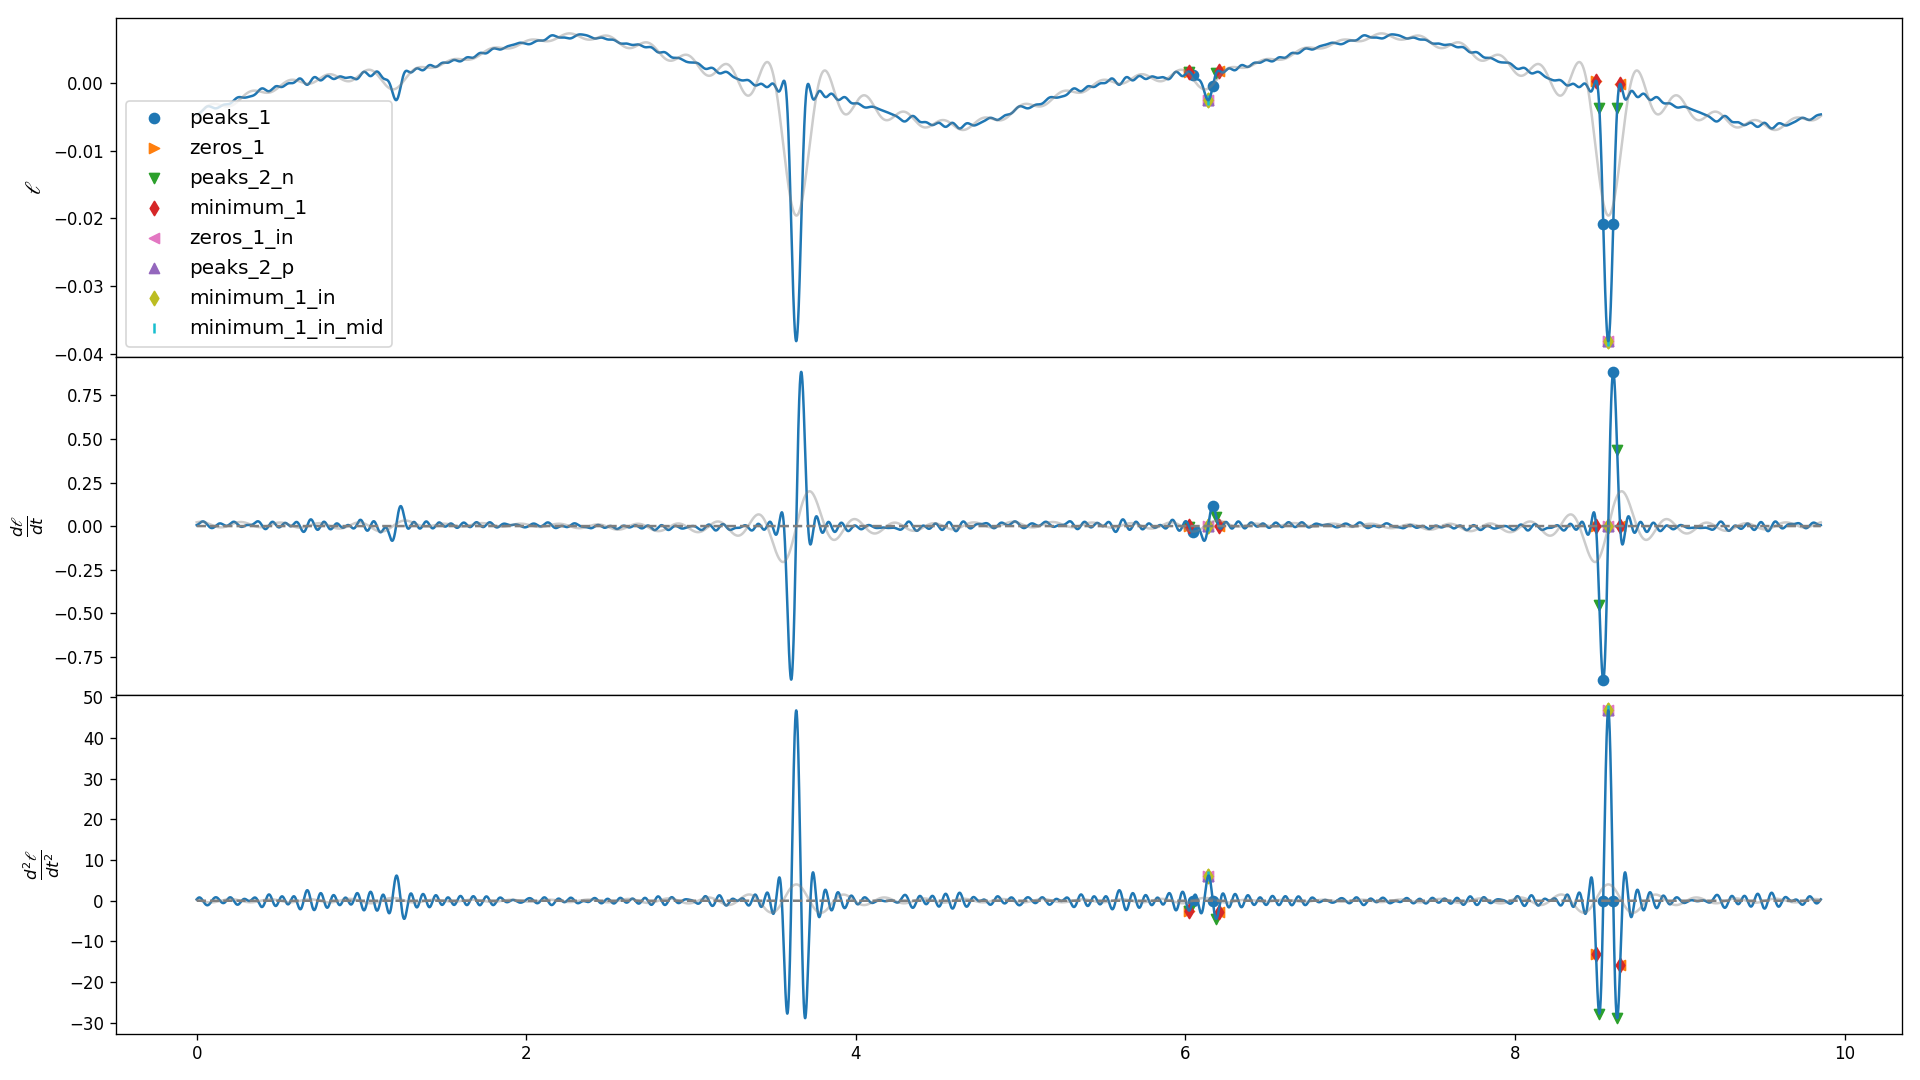 0.00
−0.01
−0.02
−0.03
−0.04
ℓ
peaks_1
zeros_1
peaks_2_n
minimum_1
zeros_1_in
peaks_2_p
minimum_1_in
minimum_1_in_mid
0.75
0.50
0.25
0.00
−0.25
−0.50
−0.75
dℓ
dt
50
40
30
20
10
0
−10
−20
−30
d²ℓ
dt²
0 2 4 6 8 10